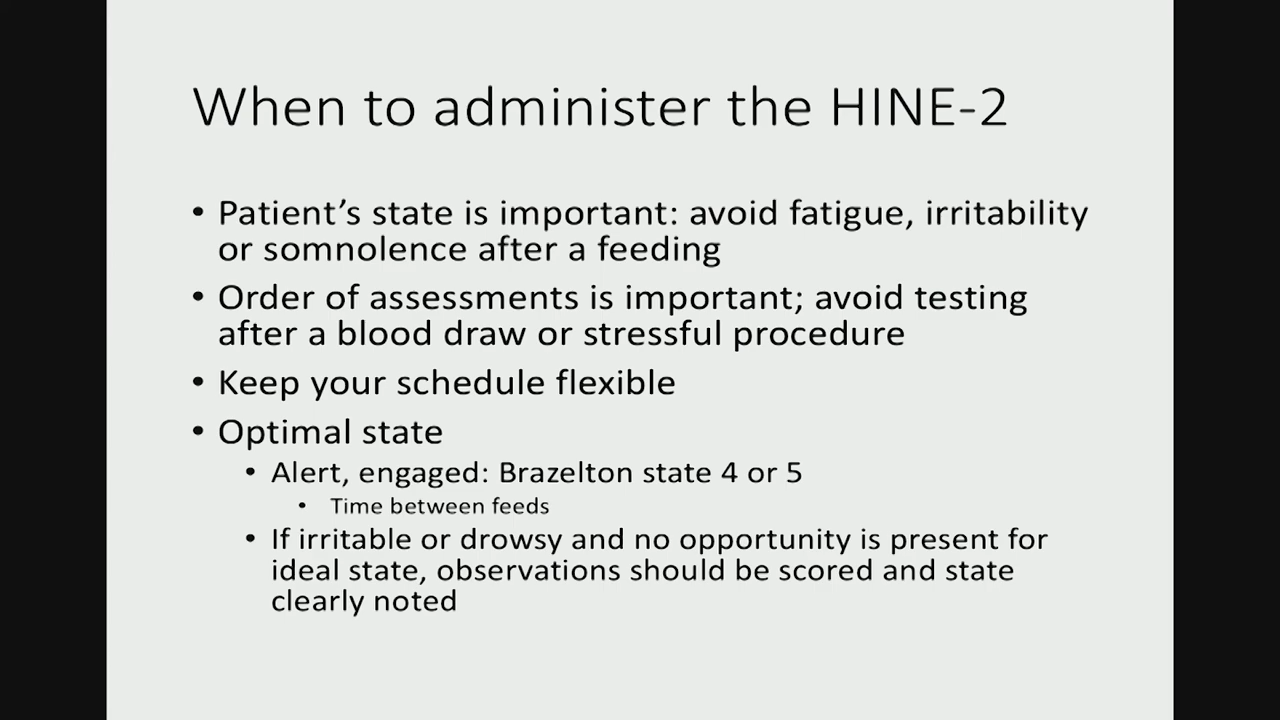 When to administer the HINE-2
• Patient’s state is important: avoid fatigue, irritability
or somnolence after a feeding
• Order of assessments is important; avoid testing
after a blood draw or stressful procedure
• Keep your schedule flexible
• Optimal state
• Alert, engaged: Brazelton state 4 or 5
• Time between feeds
• If irritable or drowsy and no opportunity is present for
ideal state, observations should be scored and state
clearly noted